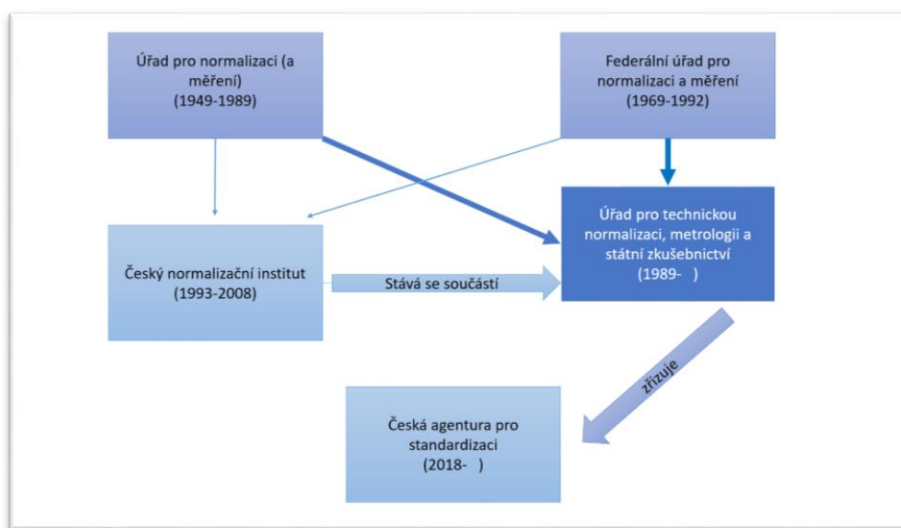 Úřad pro normalizaci (a
měření)
(1949-1989)
Federální úřad pro
normalizaci a měření
(1969-1992)
Český normalizační institut
(1993-2008)
Stává se součástí
Úřad pro technickou
normalizaci, metrologii a
státní zkušebnictví
(1989-   )
zřizuje
Česká agentura pro
standardizaci
(2018-   )